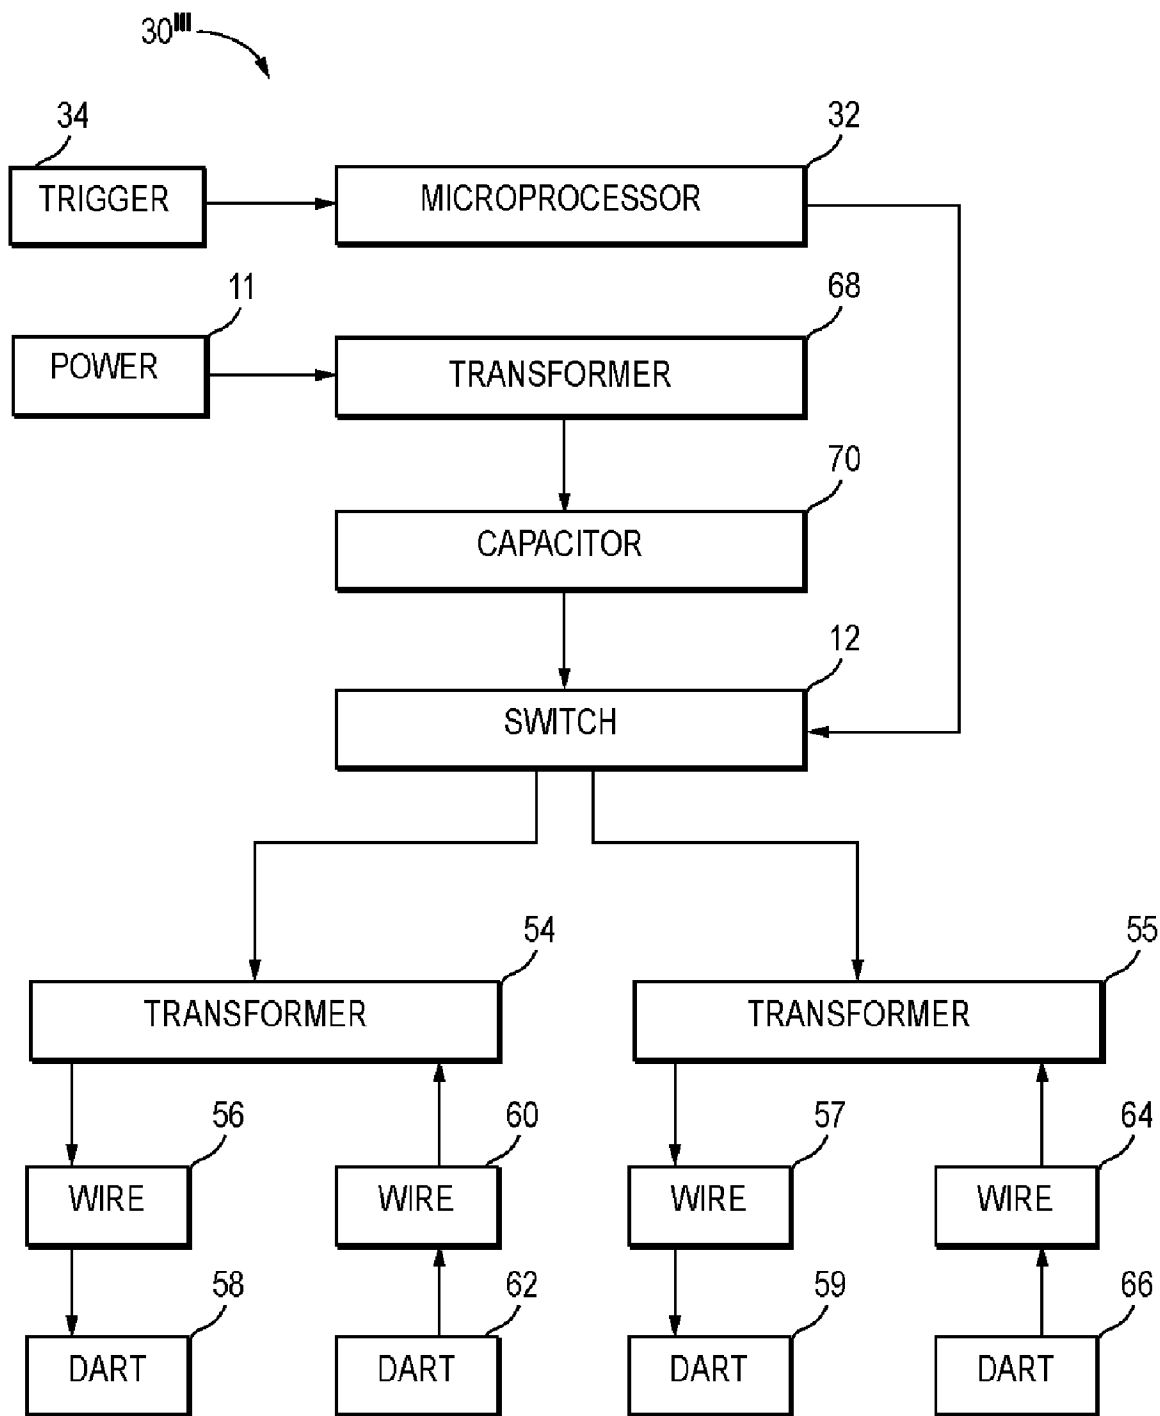 30''''
34
32
TRIGGER
MICROPROCESSOR
11
68
POWER
TRANSFORMER
70
CAPACITOR
12
SWITCH
54
55
TRANSFORMER
TRANSFORMER
56
60
57
64
WIRE
WIRE
WIRE
WIRE
58
62
59
66
DART
DART
DART
DART